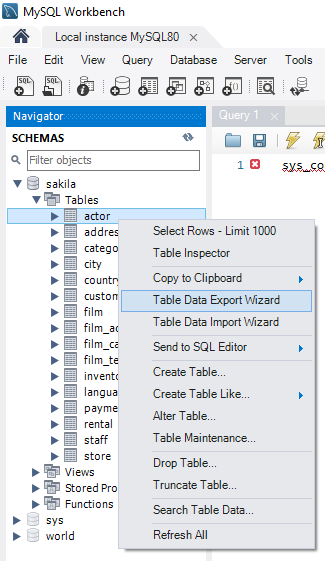 MySQL Workbench
Local instance MySQL80
File Edit View Query Database Server Tools
Navigator
Query 1
SCHEMAS
Filter objects
1 sys_co
sakila
Tables
actor
addres
catego
city
countr
custom
film
film_ac
film_ca
film_te
invento
langua
payme
rental
staff
store
Views
Stored Pro
Functions
sys
world
Select Rows - Limit 1000
Table Inspector
Copy to Clipboard
Table Data Export Wizard
Table Data Import Wizard
Send to SQL Editor
Create Table...
Create Table Like...
Alter Table...
Table Maintenance...
Drop Table...
Truncate Table...
Search Table Data...
Refresh All